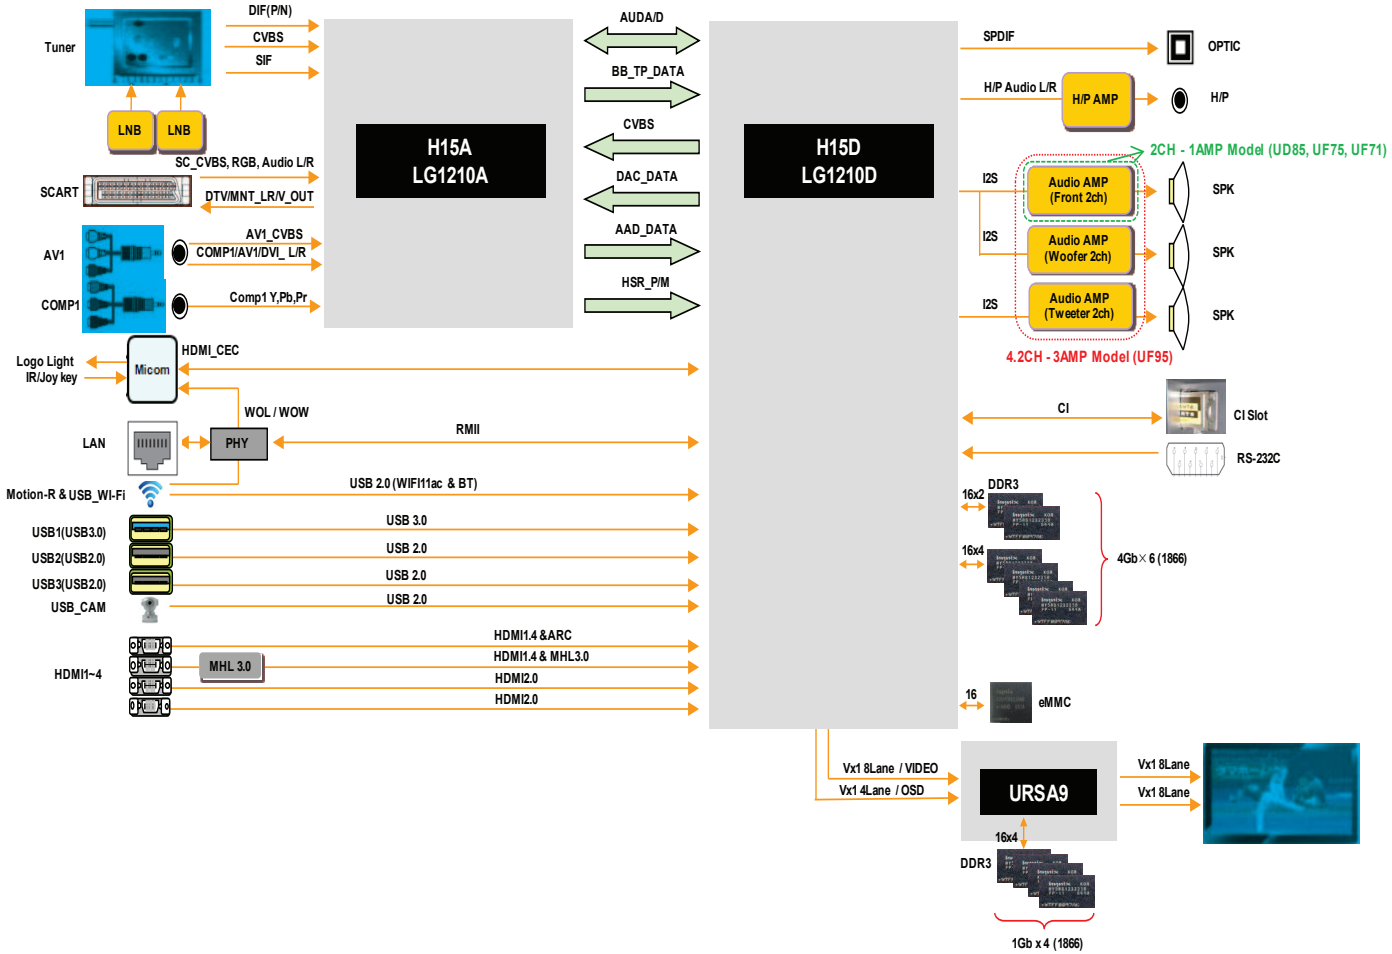 DIF(P/N)
CVBS
SIF
Tuner
LNB
LNB
SC_CVBS, RGB, Audio L/R
SCART
DTV/MNT_LR/V_OUT
AV1_CVBS
AV1
COMP1/AV1/DVI_ L/R
COMP1
Comp1 Y,Pb,Pr
H15A
LG1210A
AUDA/D
BB_TP_DATA
CVBS
DAC_DATA
AAD_DATA
HSR_P/M
H15D
LG1210D
SPDIF
OPTIC
H/P Audio L/R
H/P AMP
H/P
2CH - 1AMP Model (UD85, UF75, UF71)
I2S
Audio AMP
(Front 2ch)
SPK
I2S
Audio AMP
(Woofer 2ch)
SPK
I2S
Audio AMP
(Tweeter 2ch)
SPK
4.2CH - 3AMP Model (UF95)
HDMI_CEC
Logo Light
IR/Joy key
Micom
WOL / WOW
LAN
PHY
RMII
Motion-R & USB_WI-Fi
USB 2.0 (WIFI11ac & BT)
USB1(USB3.0)
USB 3.0
USB2(USB2.0)
USB 2.0
USB3(USB2.0)
USB 2.0
USB_CAM
USB 2.0
HDMI1~4
MHL 3.0
HDMI1.4 &ARC
HDMI1.4 & MHL3.0
HDMI2.0
HDMI2.0
CI
CI Slot
RS-232C
DDR3
16x2
16x4
4Gb×6 (1866)
16
eMMC
Vx1 8Lane / VIDEO
Vx1 4Lane / OSD
URSA9
Vx1 8Lane
Vx1 8Lane
16x4
DDR3
1Gb x 4 (1866)